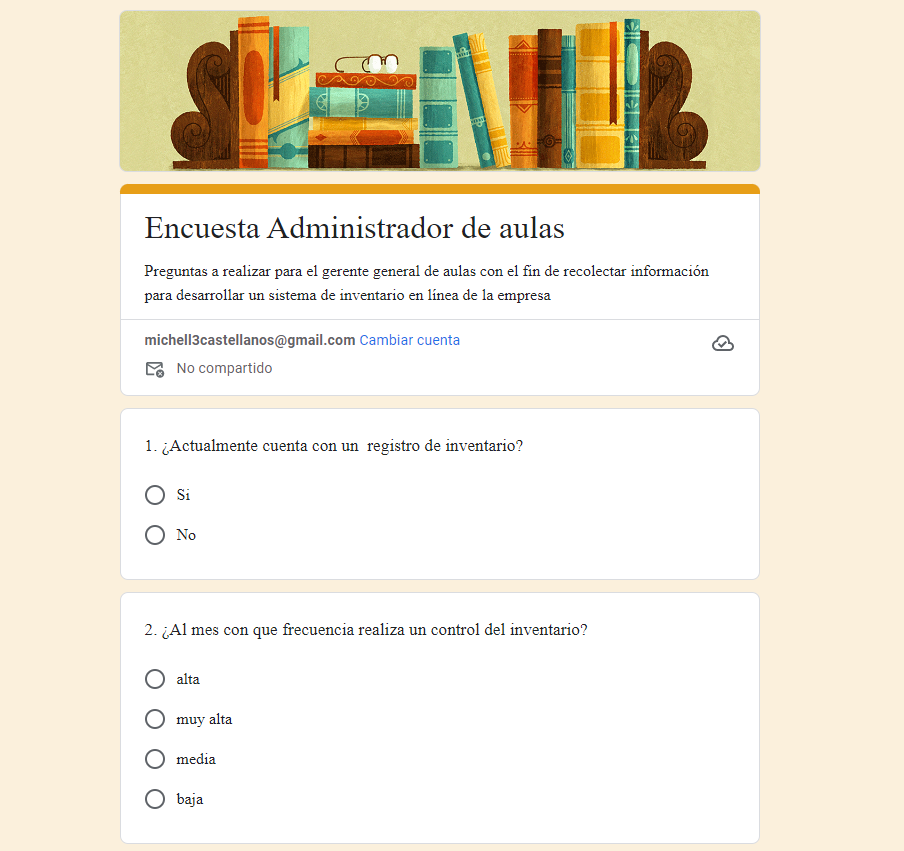 Encuesta Administrador de aulas
Preguntas a realizar para el gerente general de aulas con el fin de recolectar información
para desarrollar un sistema de inventario en línea de la empresa
michell3castellanos@gmail.com Cambiar cuenta
No compartido
1. ¿Actualmente cuenta con un  registro de inventario?
Si
No
2. ¿Al mes con que frecuencia realiza un control del inventario?
alta
muy alta
media
baja